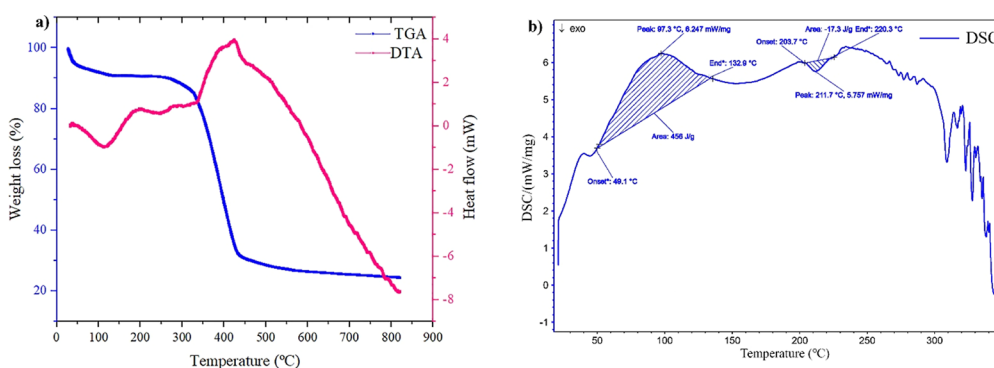 a)
TGA
DTA
100
80
60
40
20
4
2
0
-2
-4
-6
-8
0
100
200
300
400
500
600
700
800
900
Weight loss (%)
Heat flow (mW)
Temperature (ºC)
b)
↓ exo
DSC
Peak: 97.3 °C, 6.247 mW/mg
End*: 132.9 °C
Area: 456 J/g
Onset*: 49.1 °C
Onset: 203.7 °C
Area: -17.3 J/g End*: 220.3 °C
Peak: 211.7 °C, 5.757 mW/mg
6
5
4
3
2
1
0
-1
50
100
150
200
250
300
DSC/(mW/mg)
Temperature (°C)